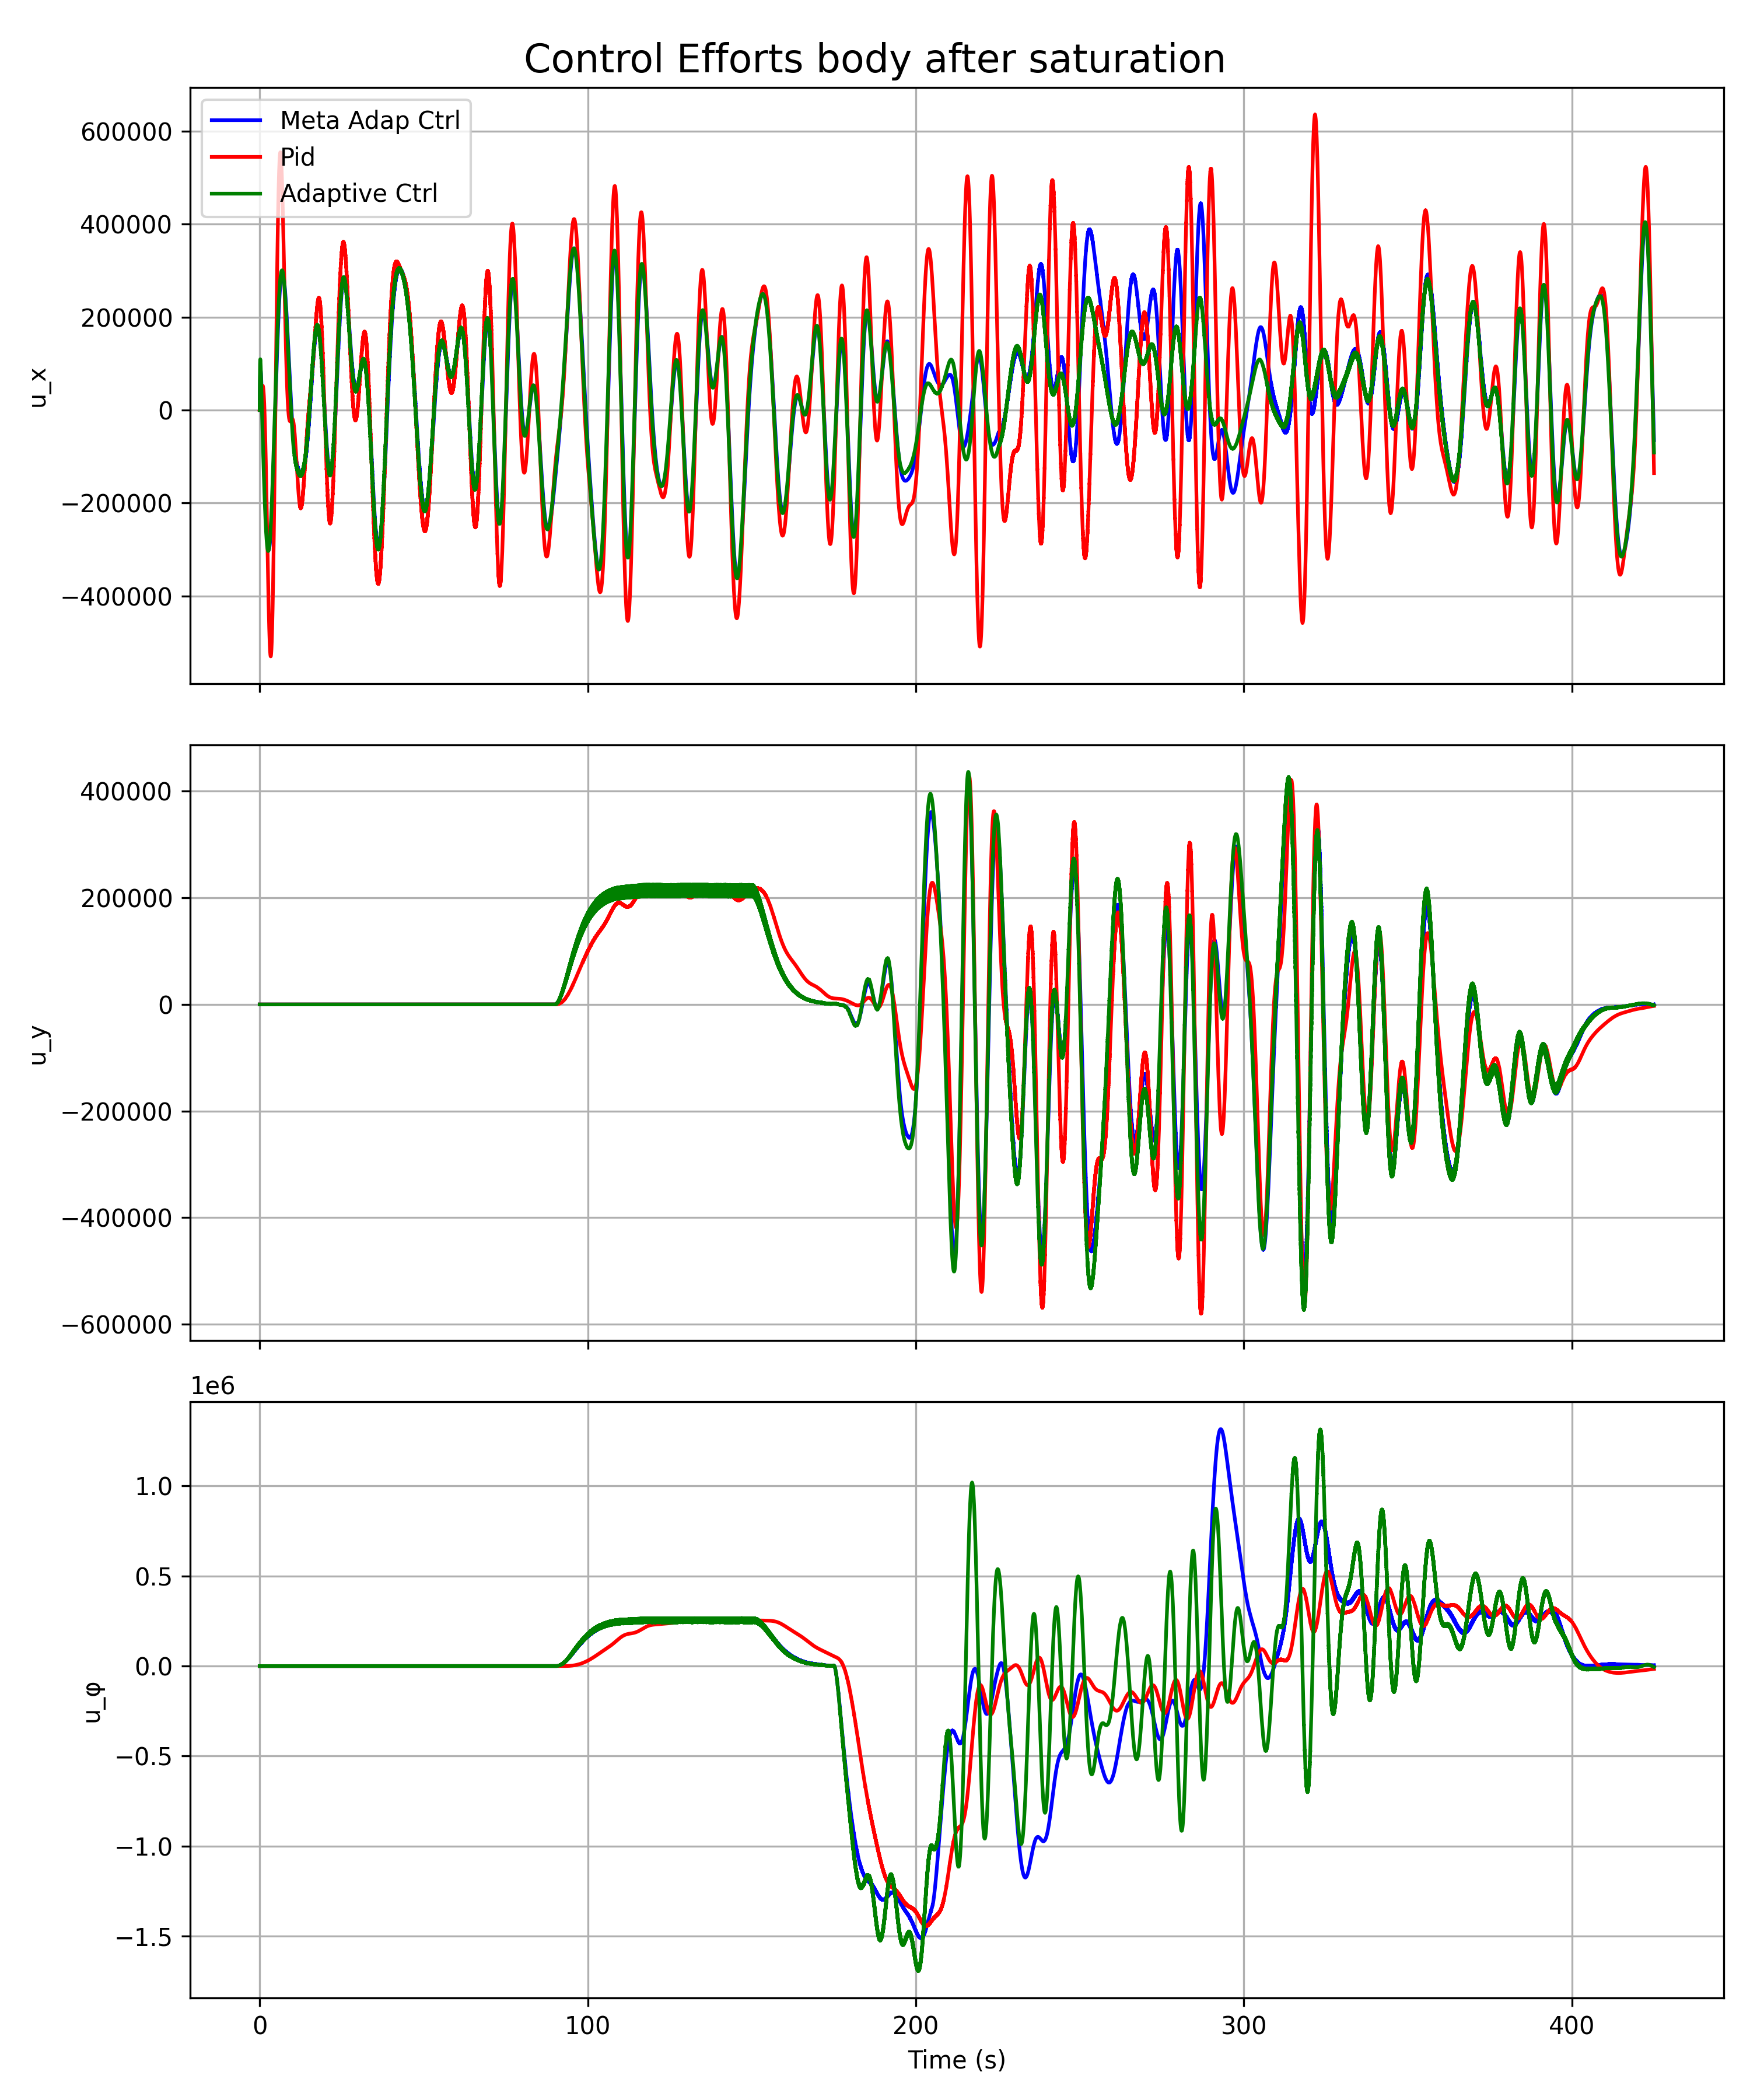 Control Efforts body after saturation
Meta Adap Ctrl
Pid
Adaptive Ctrl
600000
400000
200000
0
−200000
−400000
u_x
400000
200000
0
−200000
−400000
−600000
u_y
1e6
1.0
0.5
0.0
−0.5
−1.0
−1.5
u_φ
0 100 200 300 400
Time (s)